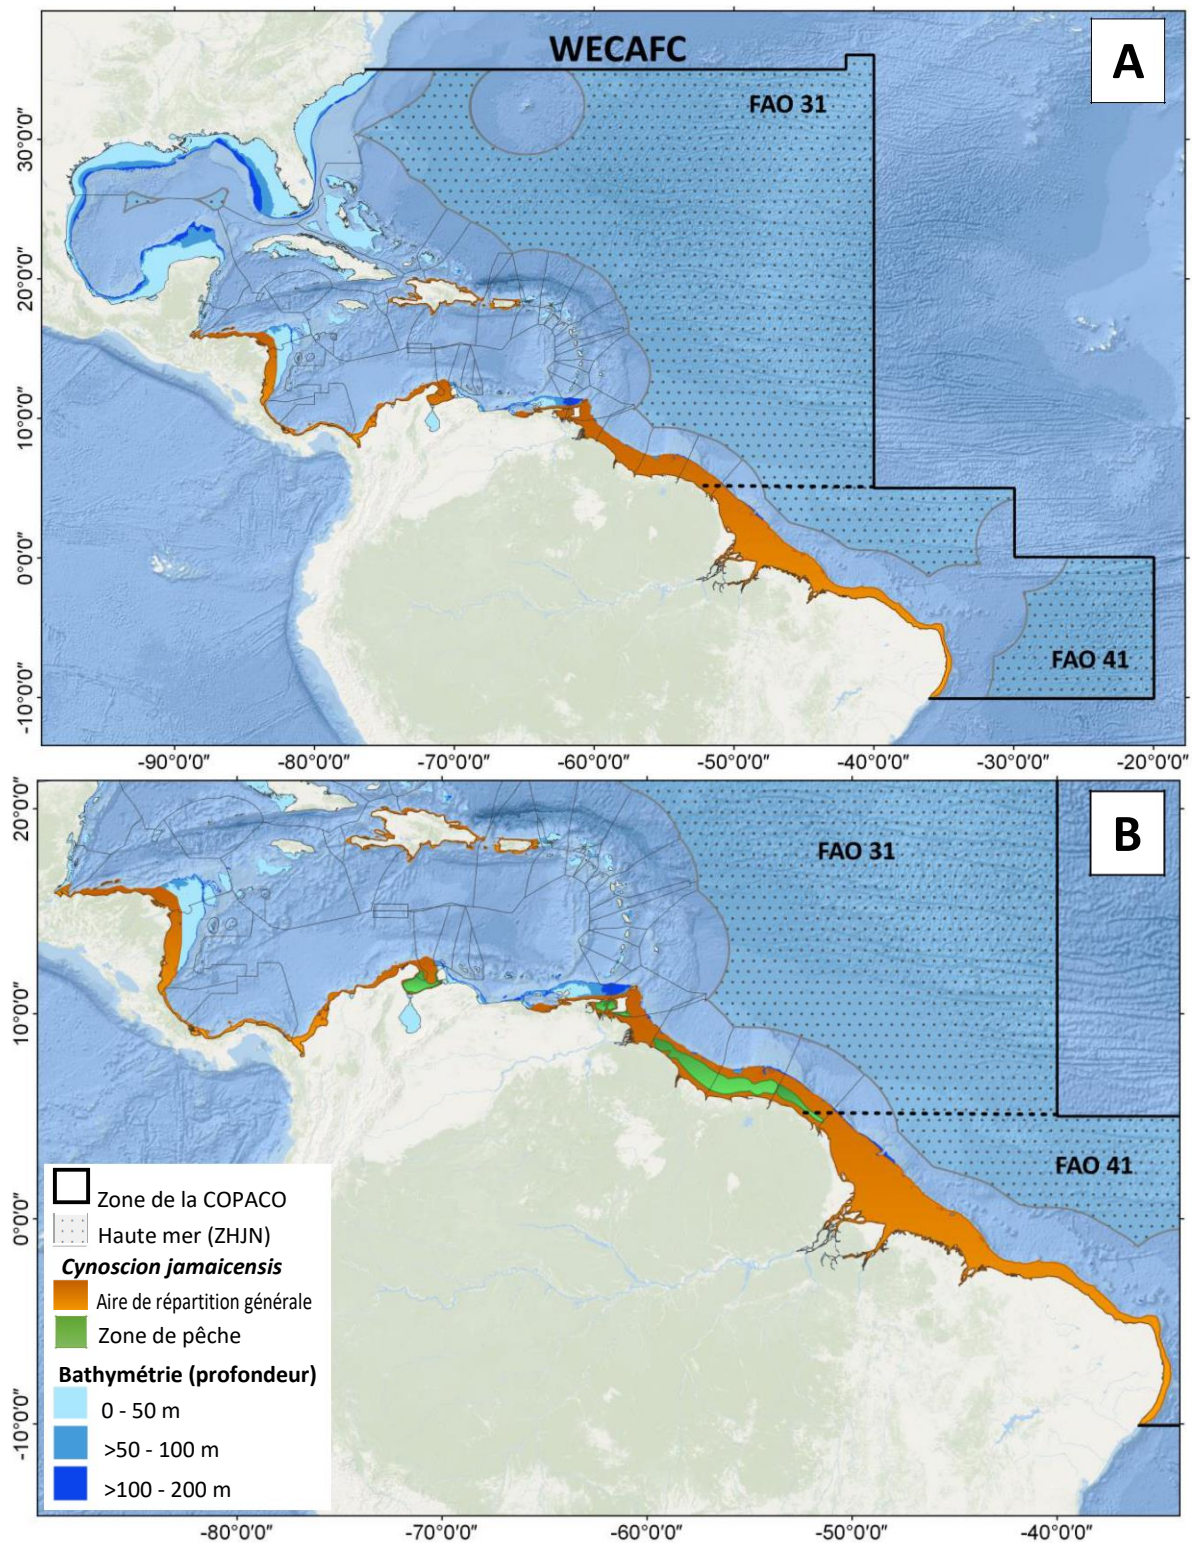 WECAFC
A
FAO 31
30°0'0"
20°0'0"
10°0'0"
0°0'0"
-10°0'0"
FAO 41
-90°0'0"
-80°0'0"
-70°0'0"
-60°0'0"
-50°0'0"
-40°0'0"
-30°0'0"
-20°0'0"
B
FAO 31
20°0'0"
10°0'0"
0°0'0"
-10°0'0"
FAO 41
Zone de la COPACO
Haute mer (ZHJN)
Cynoscion jamaicensis
Aire de répartition générale
Zone de pêche
Bathymétrie (profondeur)
0 - 50 m
>50 - 100 m
>100 - 200 m
-80°0'0"
-70°0'0"
-60°0'0"
-50°0'0"
-40°0'0"